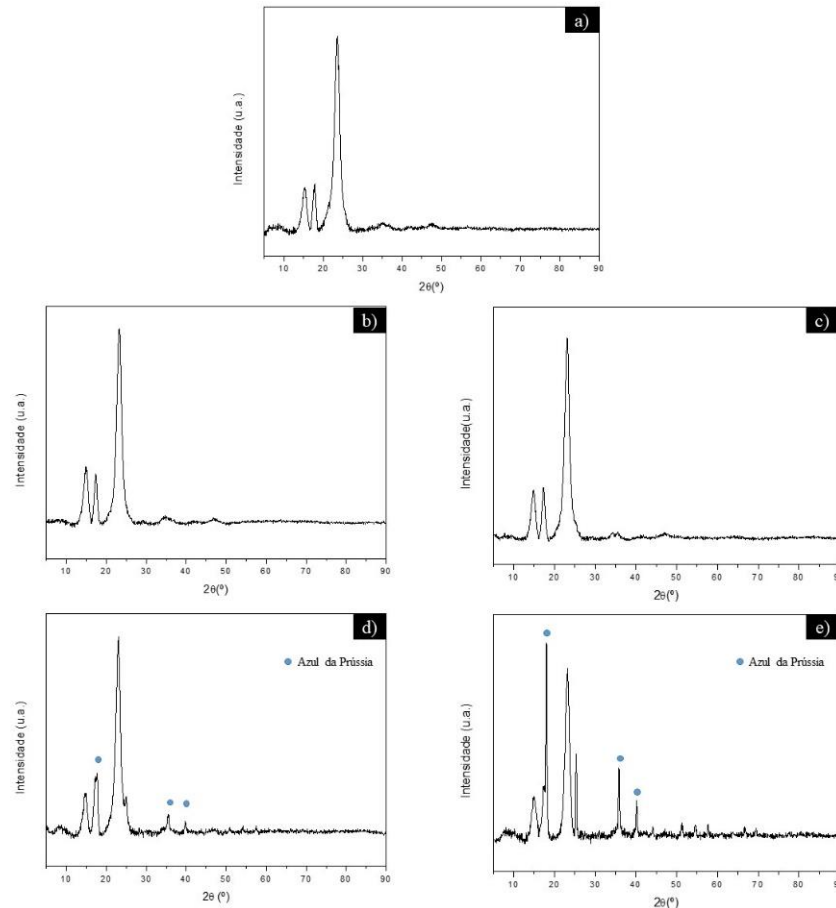 a)
Intensidade (u.a.)
10 20 30 40 50 60 70 80 90
2θ(º)
b)
Intensidade (u.a.)
10 20 30 40 50 60 70 80 90
2θ(º)
c)
Intensidade(u.a.)
10 20 30 40 50 60 70 80 90
2θ(º)
d)
Azul da Prússia
Intensidade (u.a.)
10 20 30 40 50 60 70 80 90
2θ (º)
e)
Azul da Prússia
Intensidade (u.a.)
10 20 30 40 50 60 70 80 90
2θ(º)